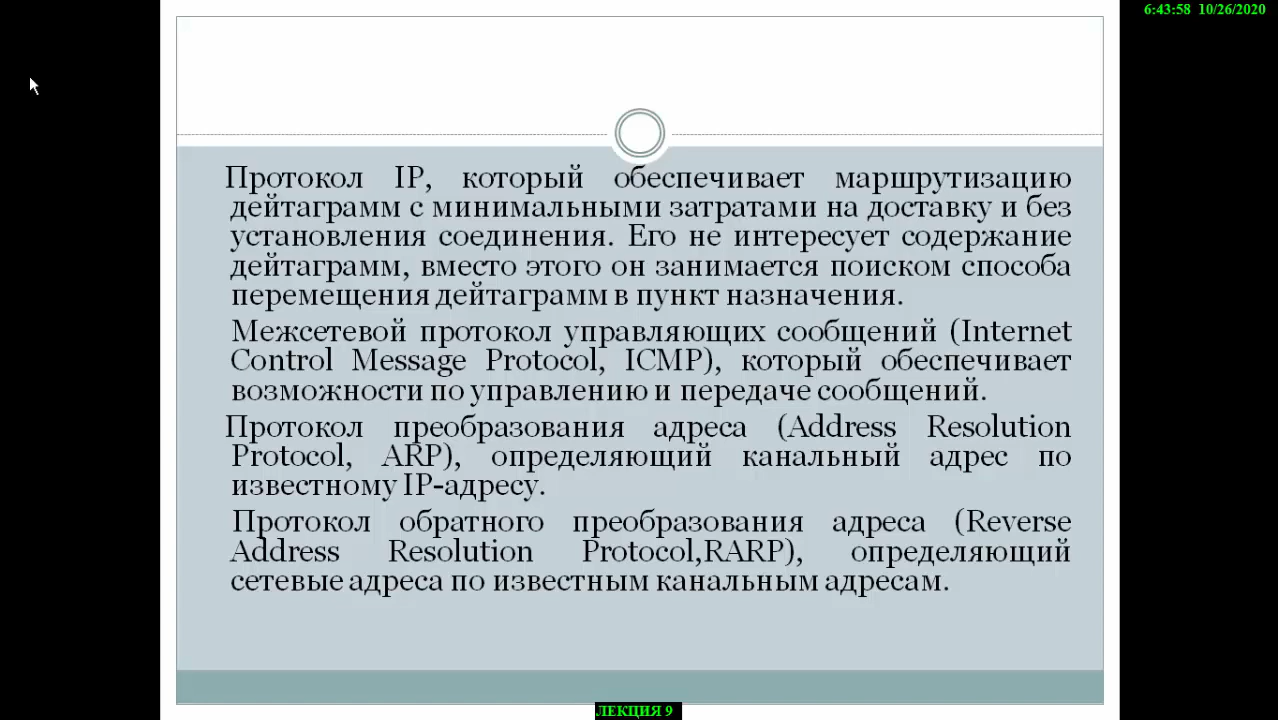 6:43:58 10/26/2020
Протокол IP, который обеспечивает маршрутизацию
дейтаграмм с минимальными затратами на доставку и без
установления соединения. Его не интересует содержание
дейтаграмм, вместо этого он занимается поиском способа
перемещения дейтаграмм в пункт назначения.
Межсетевой протокол управляющих сообщений (Internet
Control Message Protocol, ICMP), который обеспечивает
возможности по управлению и передаче сообщений.
Протокол преобразования адреса (Address Resolution
Protocol, ARP), определяющий канальный адрес по
известному IP-адресу.
Протокол обратного преобразования адреса (Reverse
Address Resolution Protocol,RARP), определяющий
сетевые адреса по известным канальным адресам.
ЛЕКЦИЯ 9